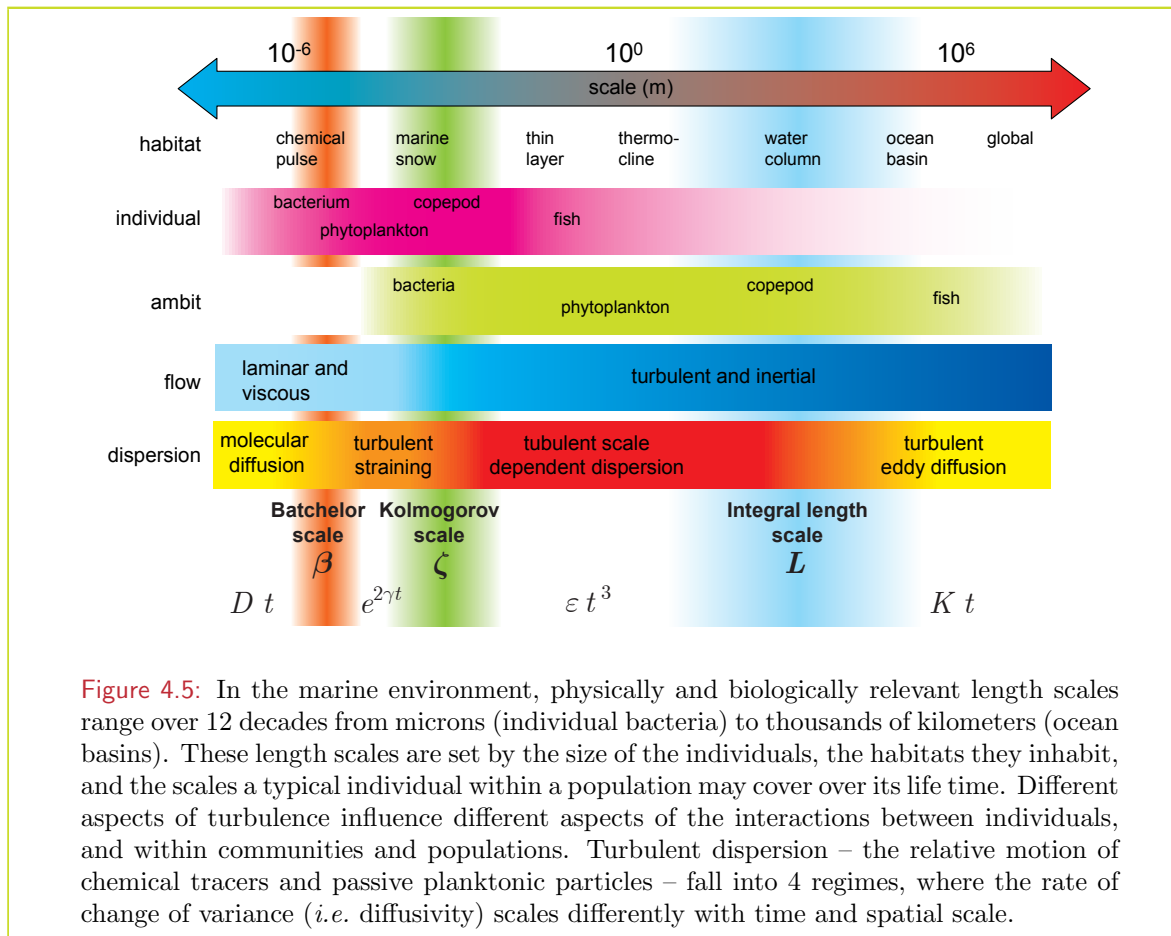 10⁻⁶ 10⁰ 10⁶
scale (m)
habitat
chemical pulse
marine snow
thin layer
thermo-cline
water column
ocean basin
global
individual
bacterium
copepod
phytoplankton
fish
ambit
bacteria
copepod
phytoplankton
fish
flow
laminar and
viscous
turbulent and inertial
dispersion
molecular
diffusion
turbulent
straining
tubulent scale
dependent dispersion
turbulent
eddy diffusion
Batchelor
scale
β
Kolmogorov
scale
ζ
Integral length
scale
L
D t
e²ᵞᵗ
ε t³
K t
Figure 4.5: In the marine environment, physically and biologically relevant length scales
range over 12 decades from microns (individual bacteria) to thousands of kilometers (ocean
basins). These length scales are set by the size of the individuals, the habitats they inhabit,
and the scales a typical individual within a population may cover over its life time. Different
aspects of turbulence influence different aspects of the interactions between individuals,
and within communities and populations. Turbulent dispersion – the relative motion of
chemical tracers and passive planktonic particles – fall into 4 regimes, where the rate of
change of variance (i.e. diffusivity) scales differently with time and spatial scale.